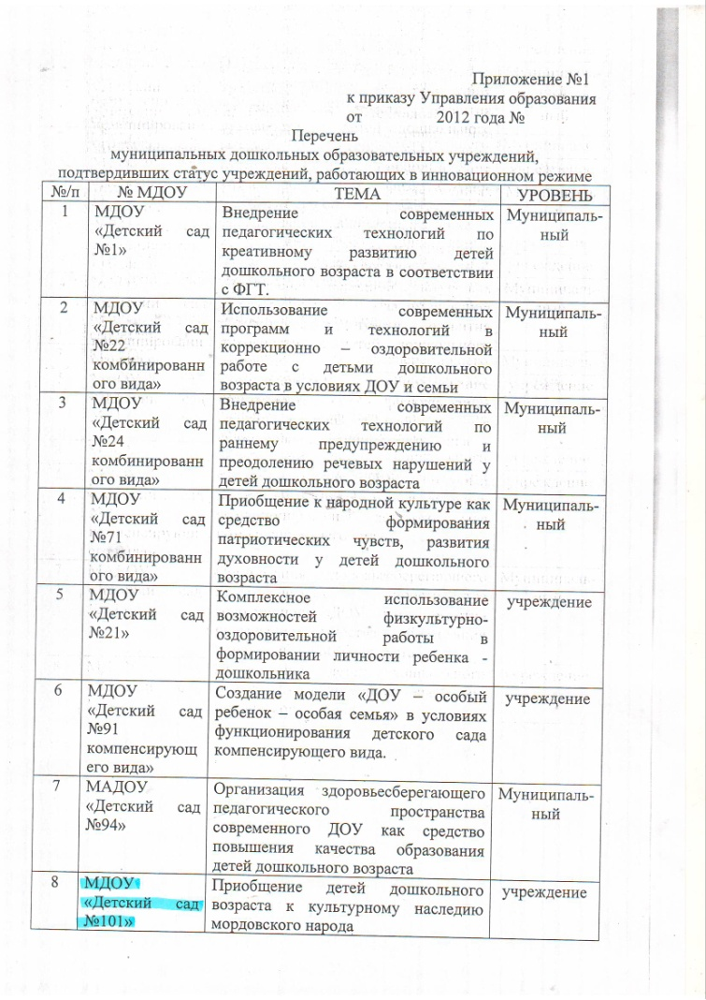 Приложение №1
к приказу Управления образования
от 2012 года №
Перечень
муниципальных дошкольных образовательных учреждений,
подтвердивших статус учреждений, работающих в инновационном режиме
№/п № МДОУ ТЕМА УРОВЕНЬ
1 МДОУ Внедрение современных Муниципаль-
«Детский сад педагогических технологий по ный
№1» креативному развитию детей
дошкольного возраста в соответствии
с ФГТ.
2 МДОУ Использование современных Муниципаль-
«Детский сад программ и технологий в ный
№22 коррекционно – оздоровительной
комбинированн работе с детьми дошкольного
ого вида» возраста в условиях ДОУ и семьи
3 МДОУ Внедрение современных Муниципаль-
«Детский сад педагогических технологий по ный
№24 раннему предупреждению и
комбинированн преодолению речевых нарушений у
ого вида» детей дошкольного возраста
4 МДОУ Приобщение к народной культуре как Муниципаль-
«Детский сад средство формирования ный
№71 патриотических чувств, развития
комбинированн духовности у детей дошкольного
ого вида» возраста
5 МДОУ Комплексное использование учреждение
«Детский сад возможностей физкультурно-
№21» оздоровительной работы в
формировании личности ребенка -
дошкольника
6 МДОУ Создание модели «ДОУ – особый учреждение
«Детский сад ребенок – особая семья» в условиях
№91 функционирования детского сада
компенсирующ компенсирующего вида.
его вида»
7 МАДОУ Организация здоровьесберегающего Муниципаль-
«Детский сад педагогического пространства ный
№94» современного ДОУ как средство
повышения качества образования
детей дошкольного возраста
8 МДОУ Приобщение детей дошкольного учреждение
«Детский сад возраста к культурному наследию
№101» мордовского народа